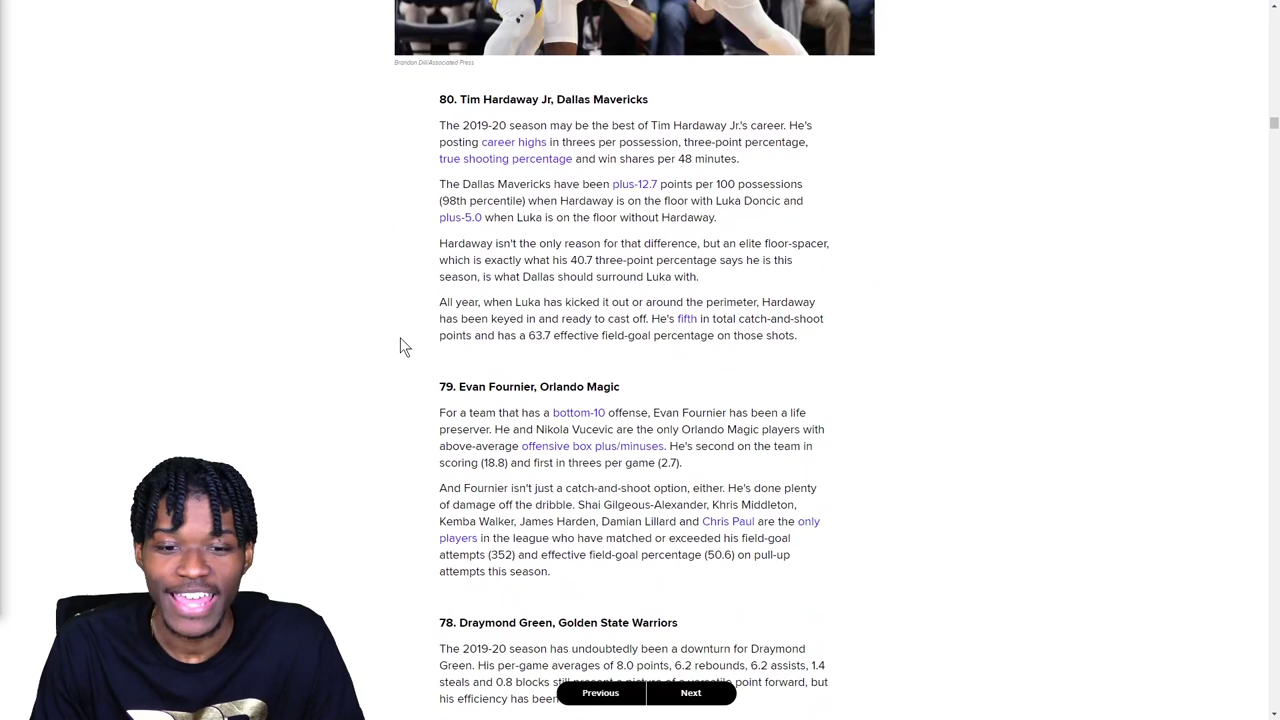 Brandon Dill/Associated Press
80. Tim Hardaway Jr, Dallas Mavericks
The 2019-20 season may be the best of Tim Hardaway Jr.'s career. He's
posting career highs in threes per possession, three-point percentage,
true shooting percentage and win shares per 48 minutes.
The Dallas Mavericks have been plus-12.7 points per 100 possessions
(98th percentile) when Hardaway is on the floor with Luka Doncic and
plus-5.0 when Luka is on the floor without Hardaway.
Hardaway isn't the only reason for that difference, but an elite floor-spacer,
which is exactly what his 40.7 three-point percentage says he is this
season, is what Dallas should surround Luka with.
All year, when Luka has kicked it out or around the perimeter, Hardaway
has been keyed in and ready to cast off. He's fifth in total catch-and-shoot
points and has a 63.7 effective field-goal percentage on those shots.
79. Evan Fournier, Orlando Magic
For a team that has a bottom-10 offense, Evan Fournier has been a life
preserver. He and Nikola Vucevic are the only Orlando Magic players with
above-average offensive box plus/minuses. He's second on the team in
scoring (18.8) and first in threes per game (2.7).
And Fournier isn't just a catch-and-shoot option, either. He's done plenty
of damage off the dribble. Shai Gilgeous-Alexander, Khris Middleton,
Kemba Walker, James Harden, Damian Lillard and Chris Paul are the only
players in the league who have matched or exceeded his field-goal
attempts (352) and effective field-goal percentage (50.6) on pull-up
attempts this season.
78. Draymond Green, Golden State Warriors
The 2019-20 season has undoubtedly been a downturn for Draymond
Green. His per-game averages of 8.0 points, 6.2 rebounds, 6.2 assists, 1.4
steals and 0.8 blocks still present a picture of a versatile point forward, but
his efficiency has been
Previous
Next